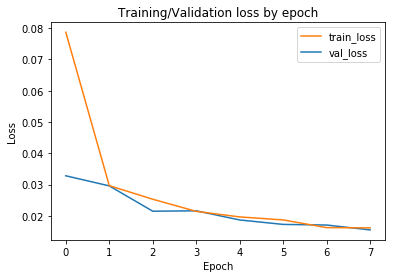 Training/Validation loss by epoch
train_loss
val_loss
Loss
0.08
0.07
0.06
0.05
0.04
0.03
0.02
0 1 2 3 4 5 6 7
Epoch